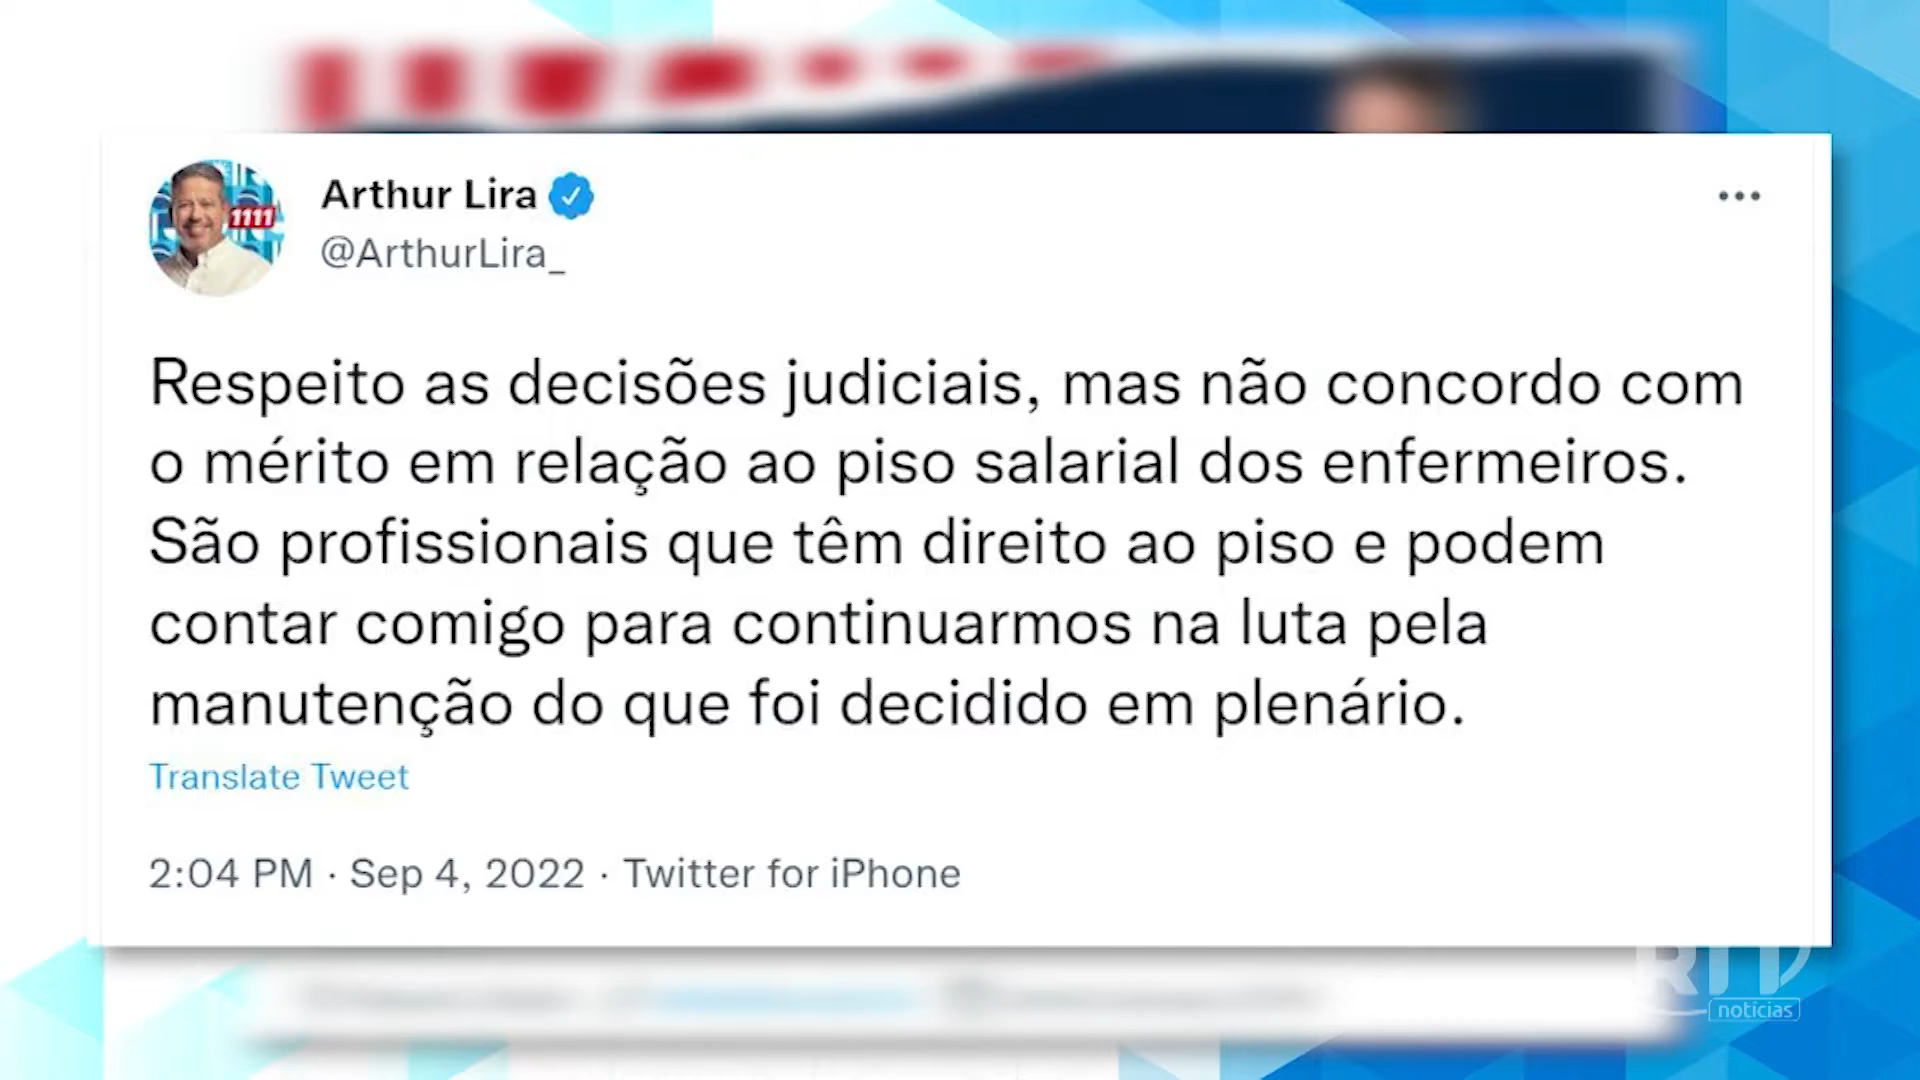 1111
Arthur Lira
@ArthurLira_
Respeito as decisões judiciais, mas não concordo com
o mérito em relação ao piso salarial dos enfermeiros.
São profissionais que têm direito ao piso e podem
contar comigo para continuarmos na luta pela
manutenção do que foi decidido em plenário.
Translate Tweet
2:04 PM · Sep 4, 2022 · Twitter for iPhone
notícias